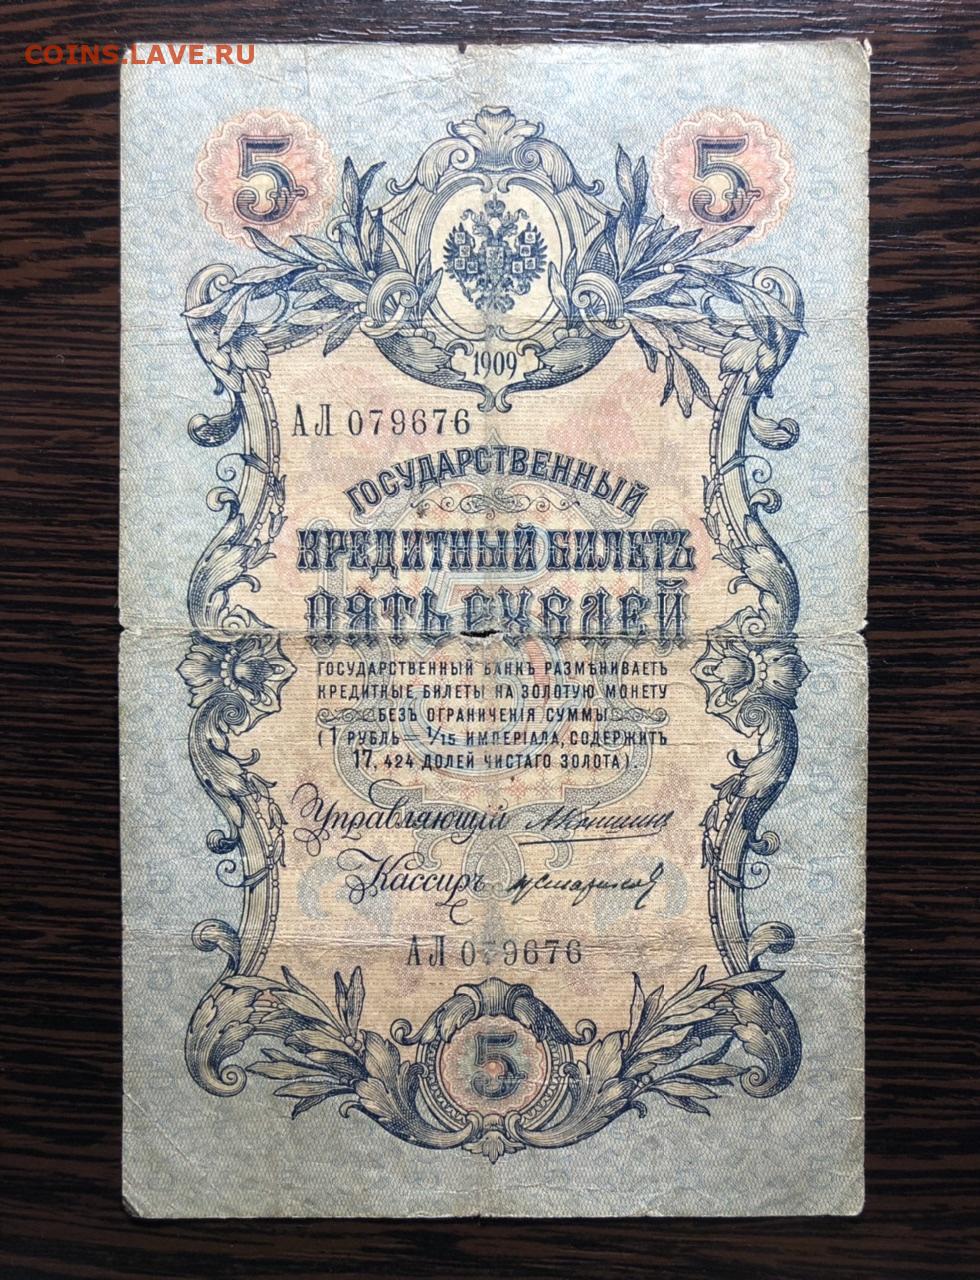 COINS.LAVE.RU
5 5
1909
АЛ 079676
ГОСУДАРСТВЕННЫЙ
КРЕДИТНЫЙ БИЛЕТЪ
ПЯТЬ РУБЛЕЙ
ГОСУДАРСТВЕННЫЙ БАНКЪ РАЗМѢНИВАЕТЪ
КРЕДИТНЫЕ БИЛЕТЫ НА ЗОЛОТУЮ МОНЕТУ
БЕЗЪ ОГРАНИЧЕНІЯ СУММЫ
(1 РУБЛЬ = 1/15 ИМПЕРІАЛА, СОДЕРЖИТЪ
17,424 ДОЛЕЙ ЧИСТАГО ЗОЛОТА).
Управляющій
Кассиръ
АЛ 079676
5